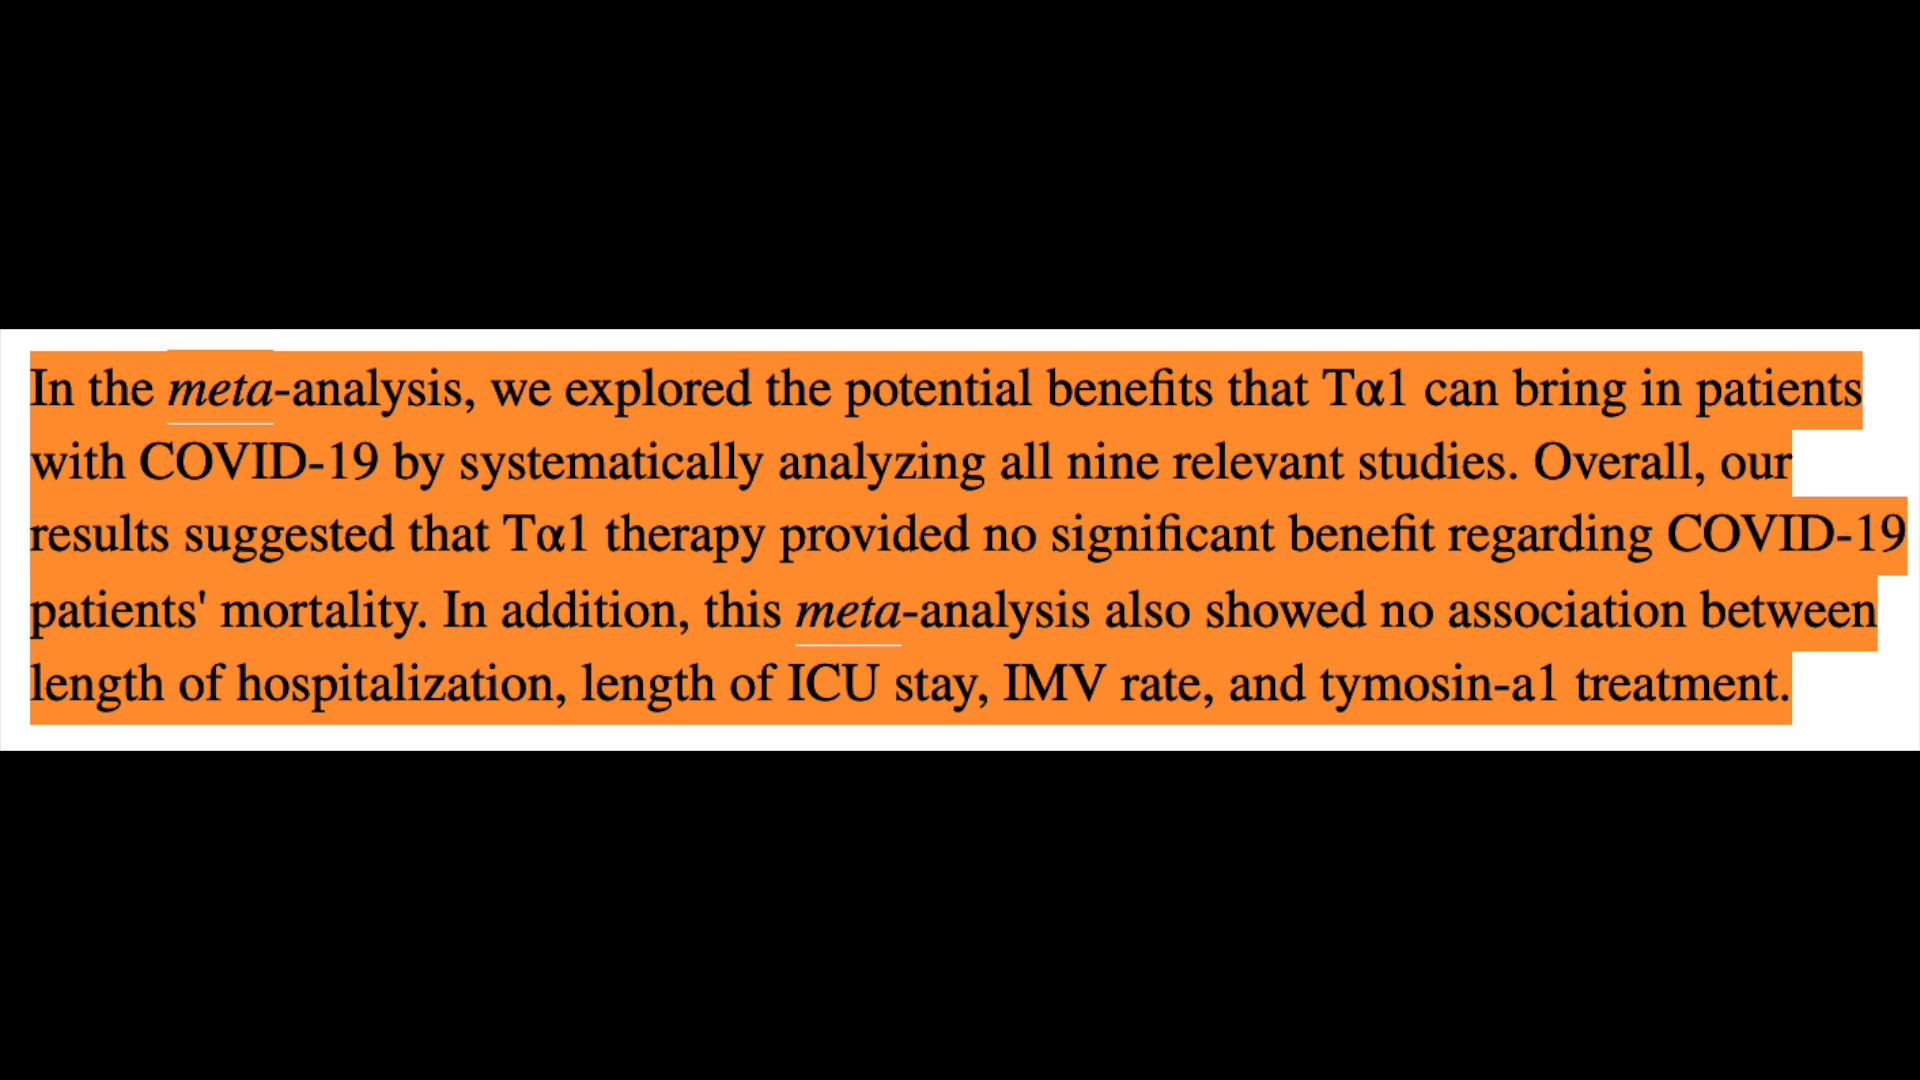 In the meta-analysis, we explored the potential benefits that Tα1 can bring in patients
with COVID-19 by systematically analyzing all nine relevant studies. Overall, our
results suggested that Tα1 therapy provided no significant benefit regarding COVID-19
patients' mortality. In addition, this meta-analysis also showed no association between
length of hospitalization, length of ICU stay, IMV rate, and tymosin-a1 treatment.